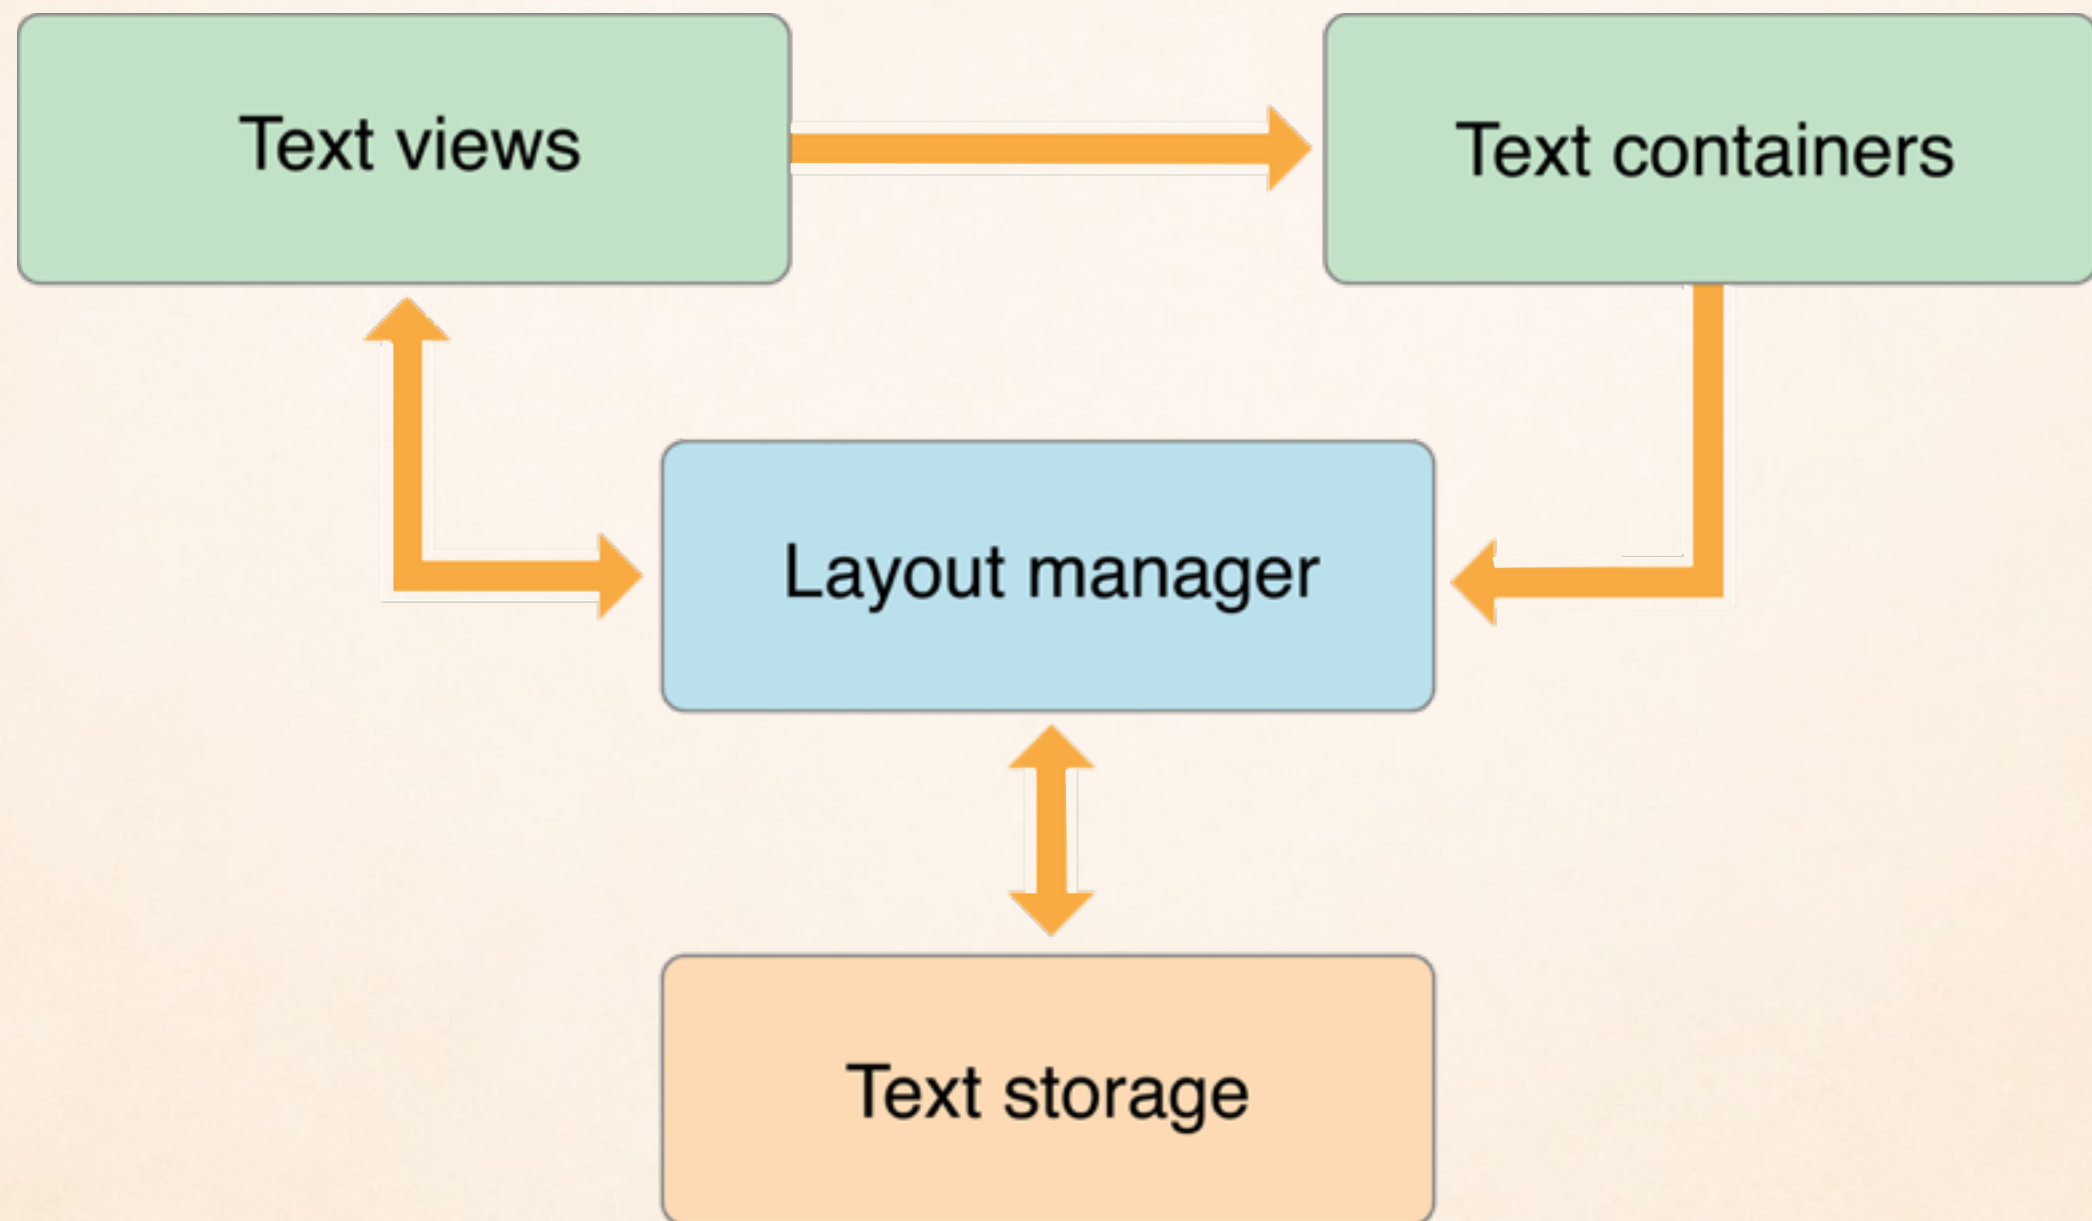 Text views
Text containers
Layout manager
Text storage